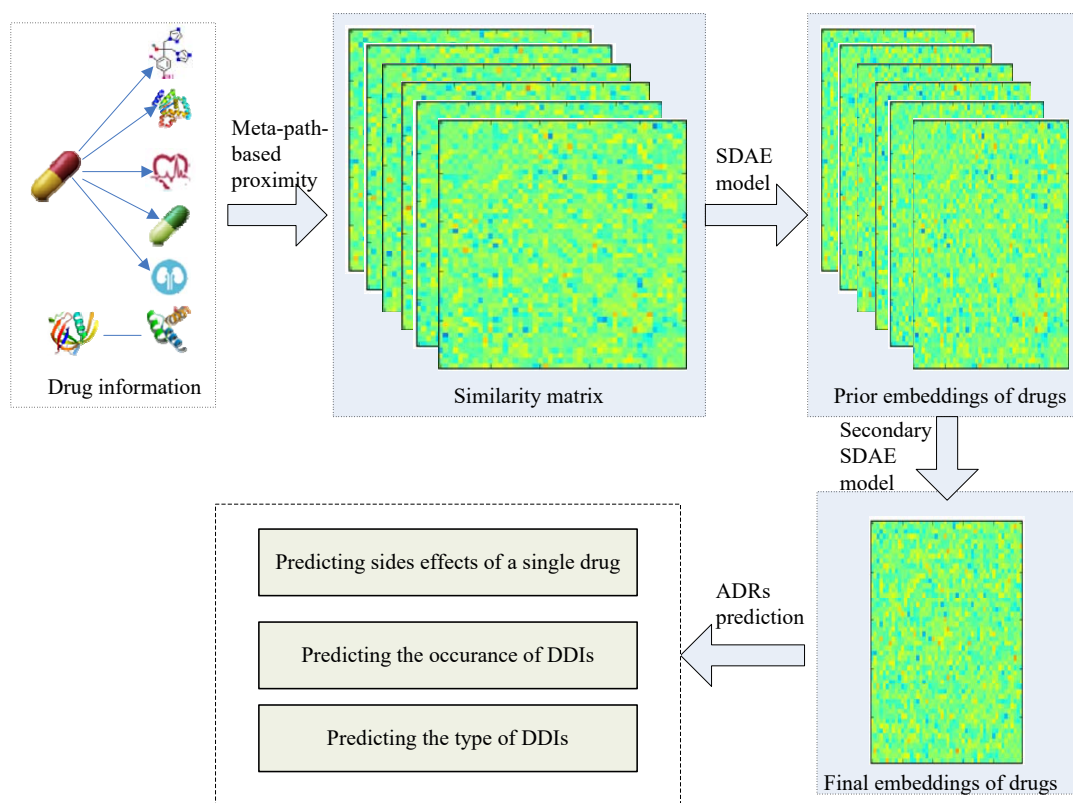 Meta-path-
based
proximity
SDAE
model
Drug information
Similarity matrix
Prior embeddings of drugs
Secondary
SDAE
model
Predicting sides effects of a single drug
Predicting the occurance of DDIs
Predicting the type of DDIs
ADRs
prediction
Final embeddings of drugs